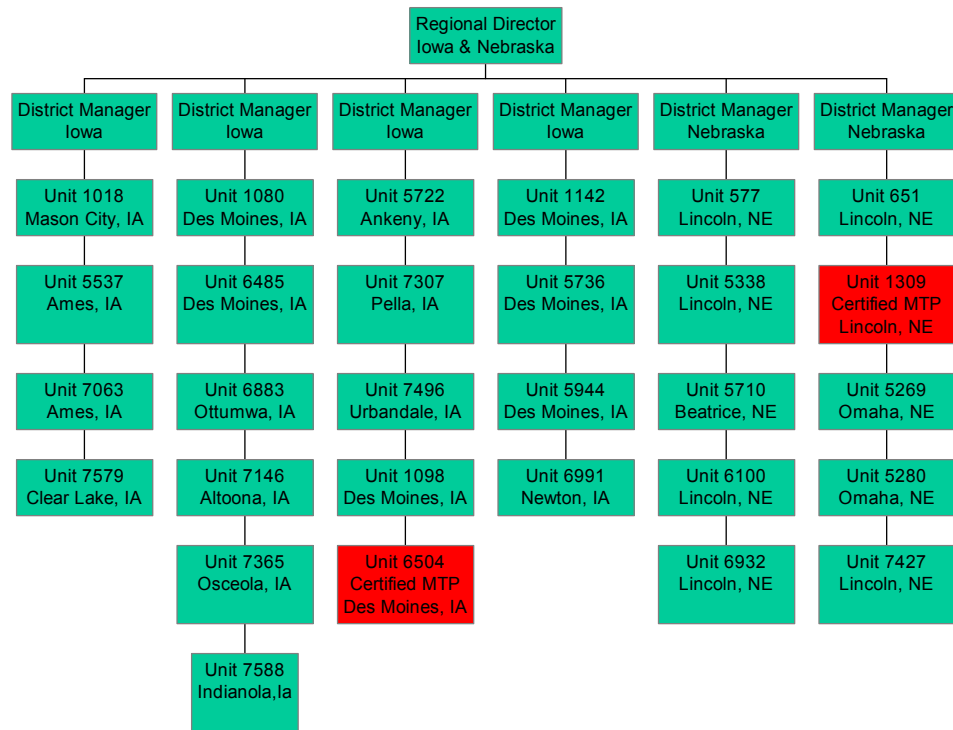 Regional Director
Iowa & Nebraska
District Manager
Iowa
District Manager
Iowa
District Manager
Iowa
District Manager
Iowa
District Manager
Nebraska
District Manager
Nebraska
Unit 1018
Mason City, IA
Unit 1080
Des Moines, IA
Unit 5722
Ankeny, IA
Unit 1142
Des Moines, IA
Unit 577
Lincoln, NE
Unit 651
Lincoln, NE
Unit 5537
Ames, IA
Unit 6485
Des Moines, IA
Unit 7307
Pella, IA
Unit 5736
Des Moines, IA
Unit 5338
Lincoln, NE
Unit 1309
Certified MTP
Lincoln, NE
Unit 7063
Ames, IA
Unit 6883
Ottumwa, IA
Unit 7496
Urbandale, IA
Unit 5944
Des Moines, IA
Unit 5710
Beatrice, NE
Unit 5269
Omaha, NE
Unit 7579
Clear Lake, IA
Unit 7146
Altoona, IA
Unit 1098
Des Moines, IA
Unit 6991
Newton, IA
Unit 6100
Lincoln, NE
Unit 5280
Omaha, NE
Unit 7365
Osceola, IA
Unit 6504
Certified MTP
Des Moines, IA
Unit 6932
Lincoln, NE
Unit 7427
Lincoln, NE
Unit 7588
Indianola,Ia